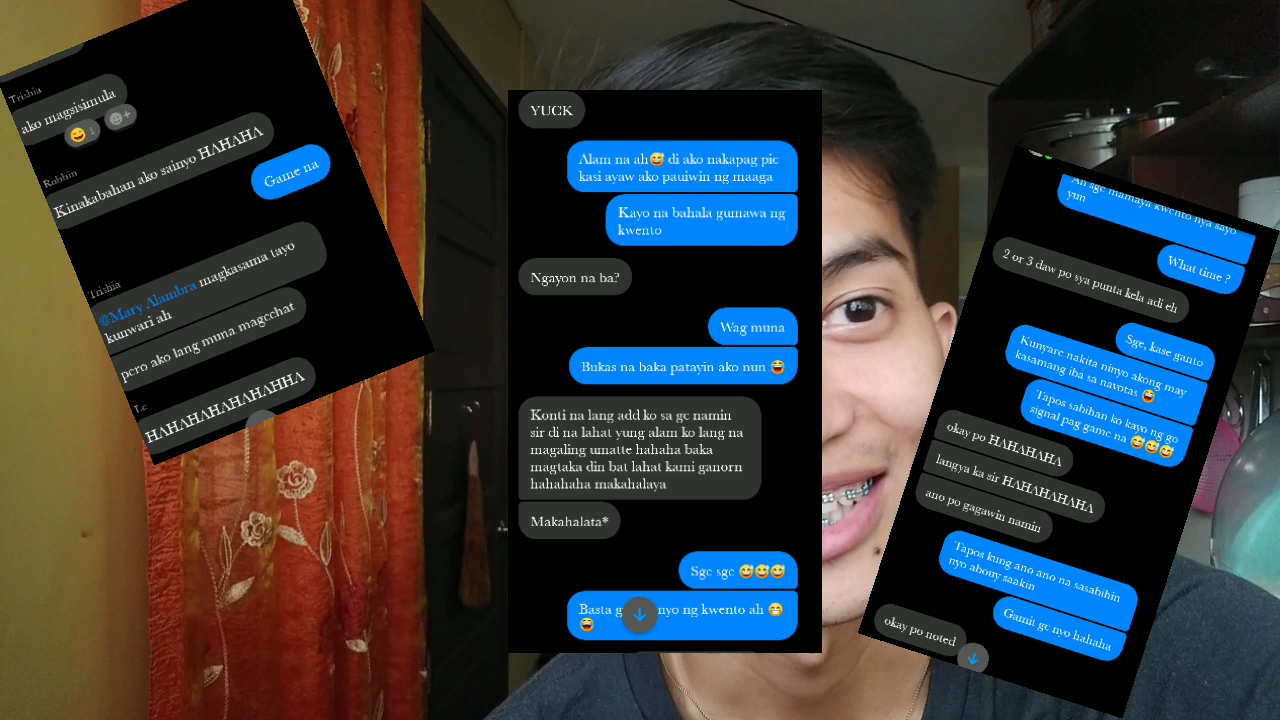 Trishia
ako magsisimula
Robbin
Kinakabahan ako sainyo HAHAHA
Game na
Trishia
@Mary Alambra magkasama tayo
kunwari ah
pero ako lang muna magcchat
Le
HAHAHAHAHAHAHHA
YUCK
Alam na ah😅 di ako nakapag pic
kasi ayaw ako pauiwin ng maaga
Kayo na bahala gumawa ng
kwento
Ngayon na ba?
Wag muna
Bukas na baka patayin ako nun 😆
Konti na lang add ko sa gc namin
sir di na lahat yung alam ko lang na
magaling umatte hahaha baka
magtaka din bat lahat kami ganorn
hahahaha makahalaya
Makahalata*
Sge sge 😅😅😅
Basta g nyo ng kwento ah 😁
😆
Ah sge mamaya kwento nya sayo
yun
What time ?
2 or 3 daw po sya punta kela adi eh
Sge, kase ganto
Kunyare nakita ninyo akong may
kasamang iba sa navotas 😆
Tapos sabihan ko kayo ng go
signal pag game na 😅😅😅
okay po HAHAHAHA
langya ka sir HAHAHAHAHA
ano po gagawin namin
Tapos kung ano ano na sasabihin
nyo abouy saakin
Gamit gc nyo hahaha
okay po noted